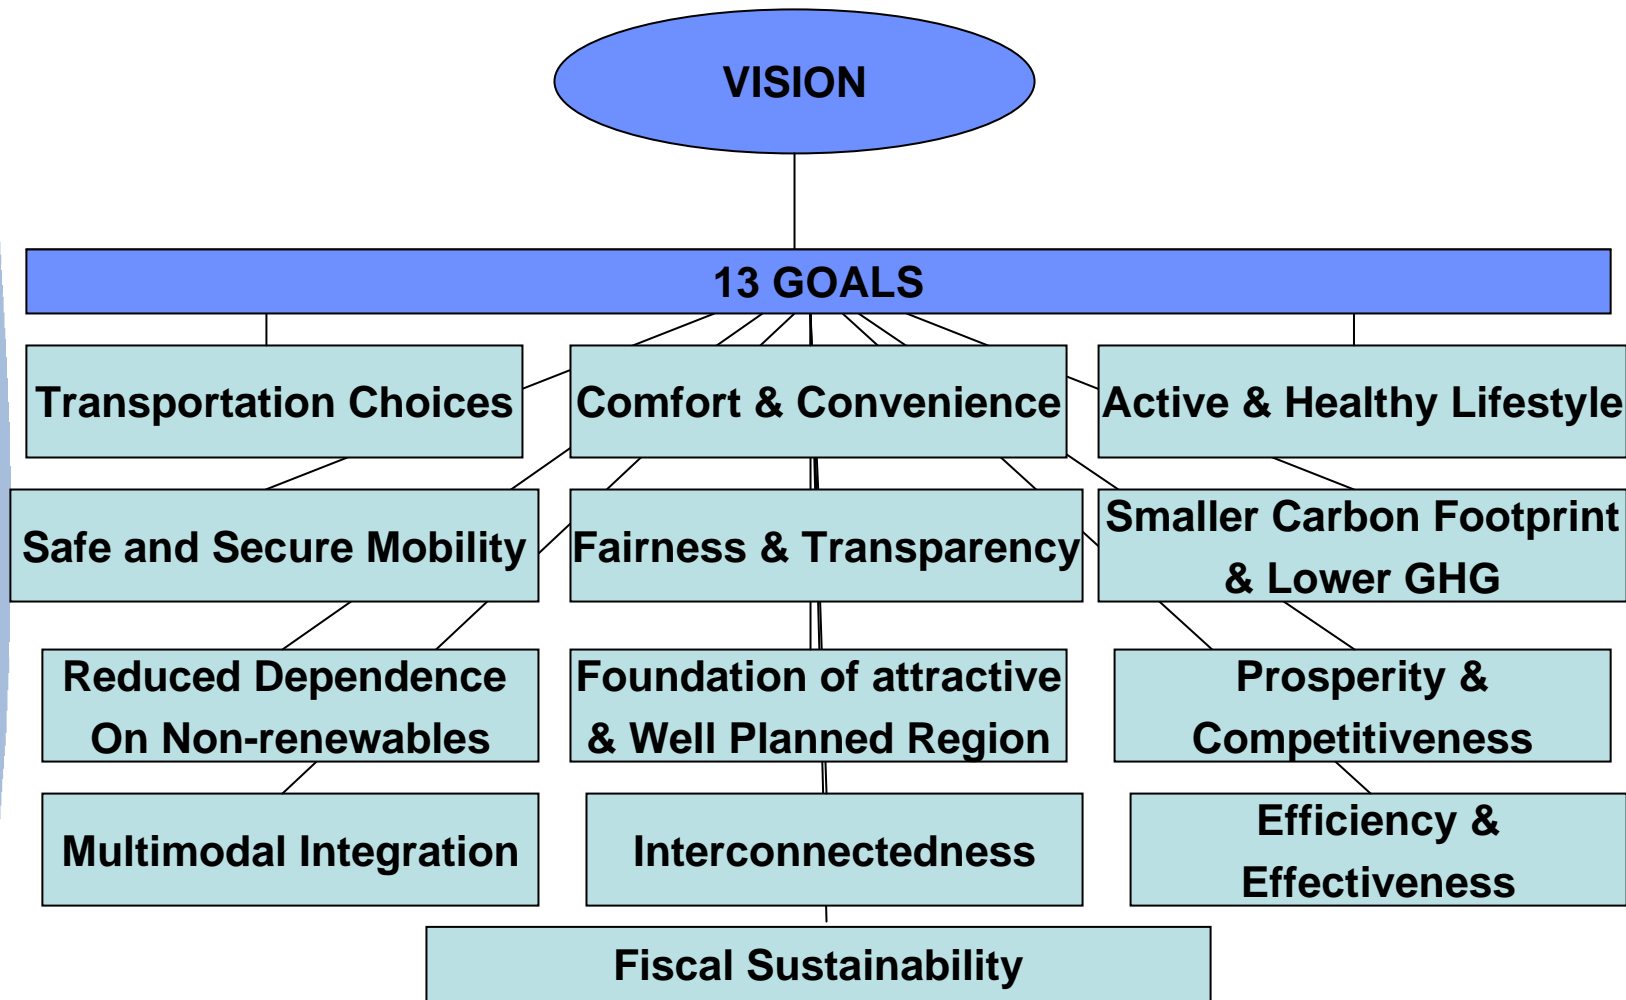 VISION
13 GOALS
Transportation Choices
Comfort & Convenience
Active & Healthy Lifestyle
Safe and Secure Mobility
Fairness & Transparency
Smaller Carbon Footprint
& Lower GHG
Reduced Dependence
On Non-renewables
Foundation of attractive
& Well Planned Region
Prosperity &
Competitiveness
Multimodal Integration
Interconnectedness
Efficiency &
Effectiveness
Fiscal Sustainability